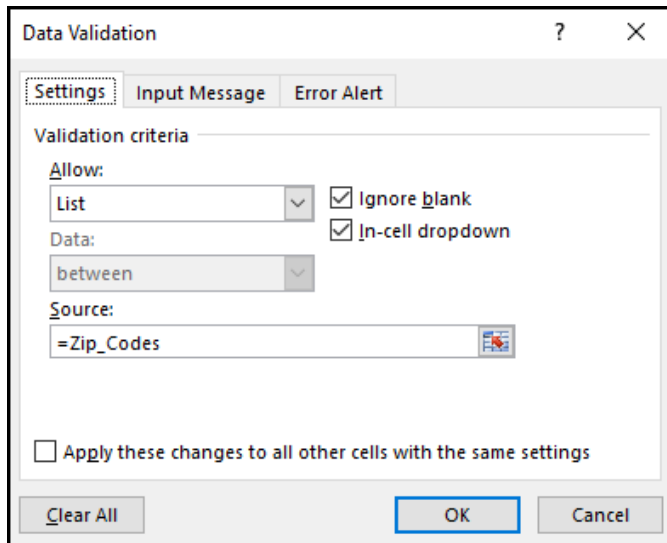 Data Validation ?
Settings Input Message Error Alert
Validation criteria
Allow:
List
Ignore blank
Data:
In-cell dropdown
between
Source:
=Zip_Codes
Apply these changes to all other cells with the same settings
Clear All OK Cancel